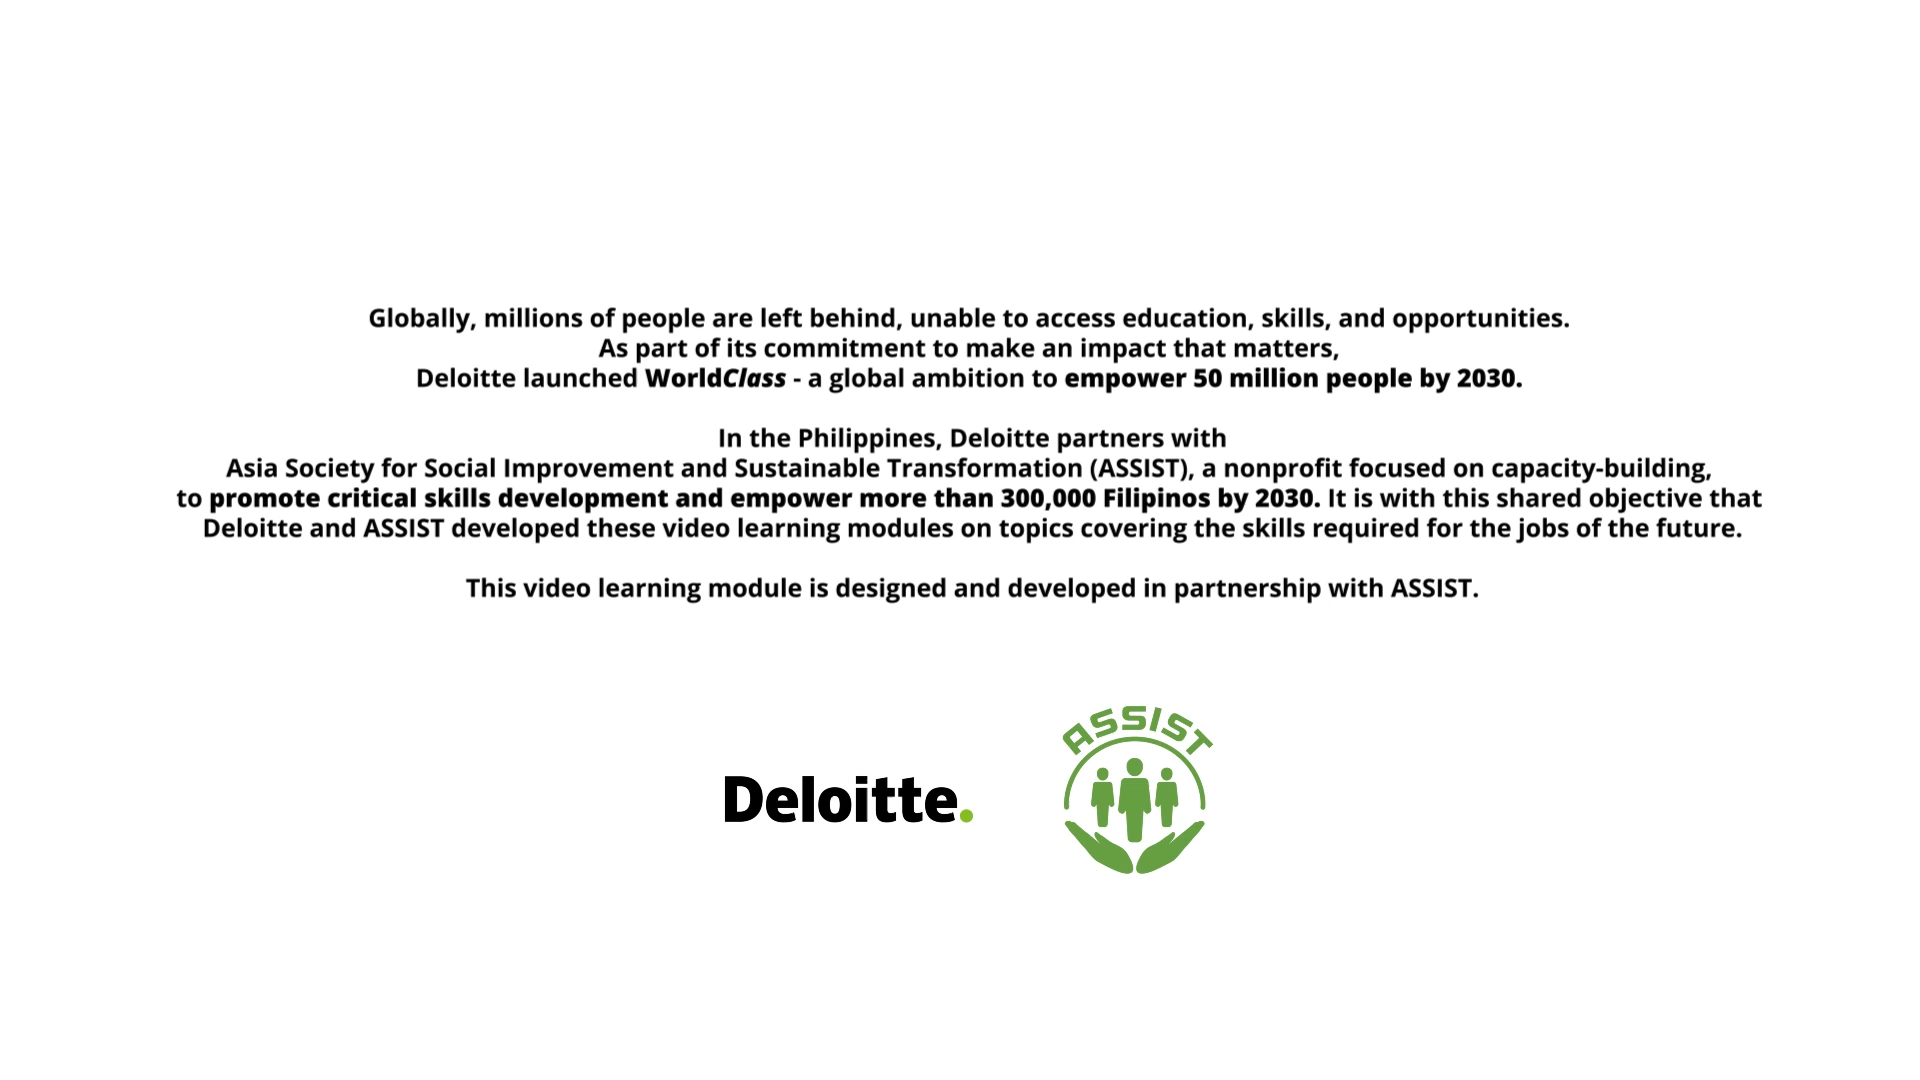 Globally, millions of people are left behind, unable to access education, skills, and opportunities.
As part of its commitment to make an impact that matters,
Deloitte launched WorldClass - a global ambition to empower 50 million people by 2030.
In the Philippines, Deloitte partners with
Asia Society for Social Improvement and Sustainable Transformation (ASSIST), a nonprofit focused on capacity-building,
to promote critical skills development and empower more than 300,000 Filipinos by 2030. It is with this shared objective that
Deloitte and ASSIST developed these video learning modules on topics covering the skills required for the jobs of the future.
This video learning module is designed and developed in partnership with ASSIST.
Deloitte.
ASSIST